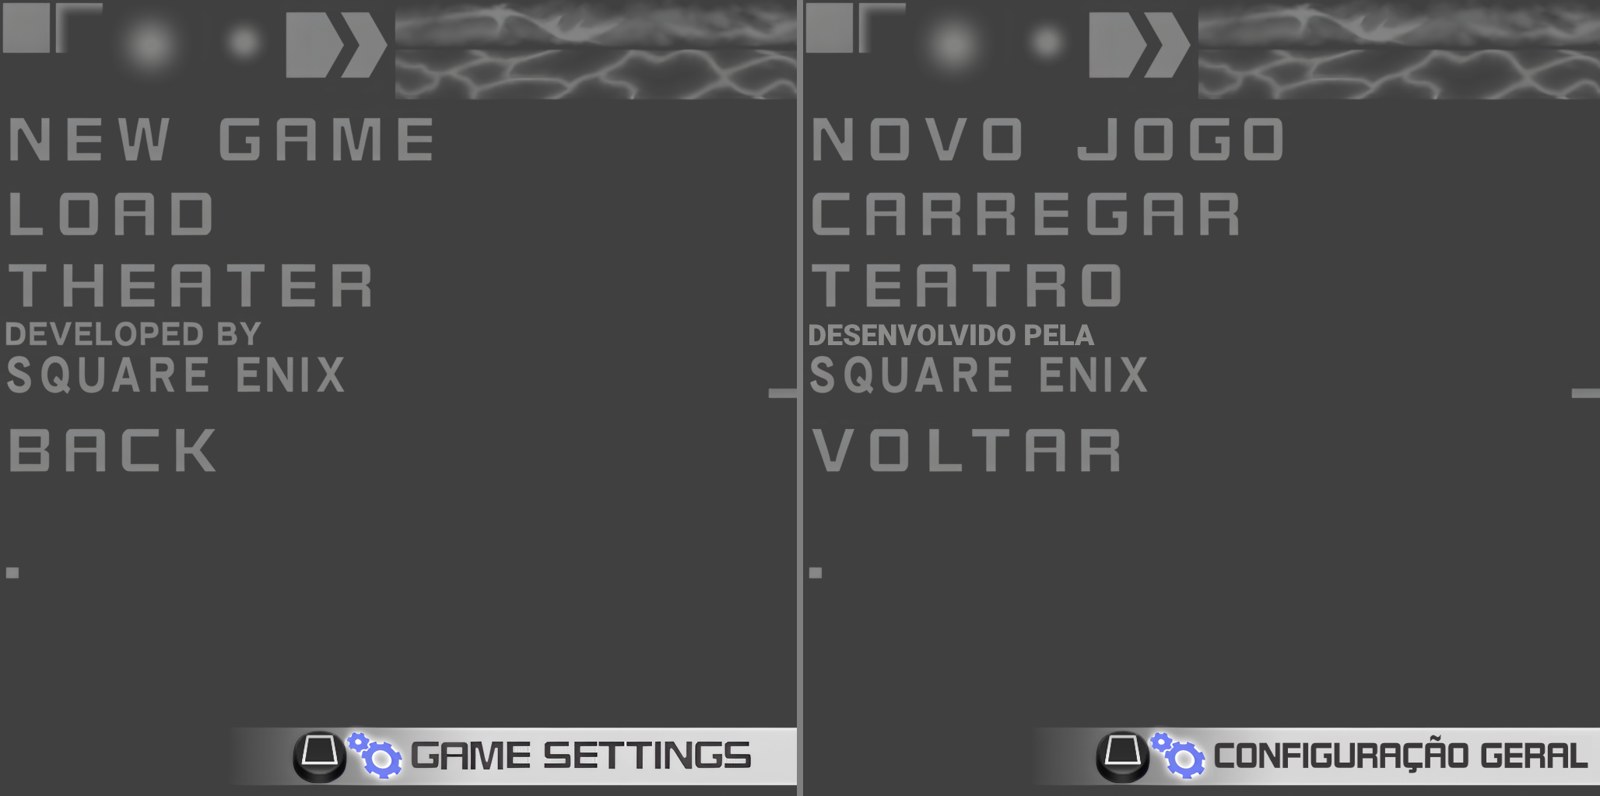 NEW GAME
LOAD
THEATER
DEVELOPED BY
SQUARE ENIX
BACK
GAME SETTINGS
NOVO JOGO
CARREGAR
TEATRO
DESENVOLVIDO PELA
SQUARE ENIX
VOLTAR
CONFIGURAÇÃO GERAL